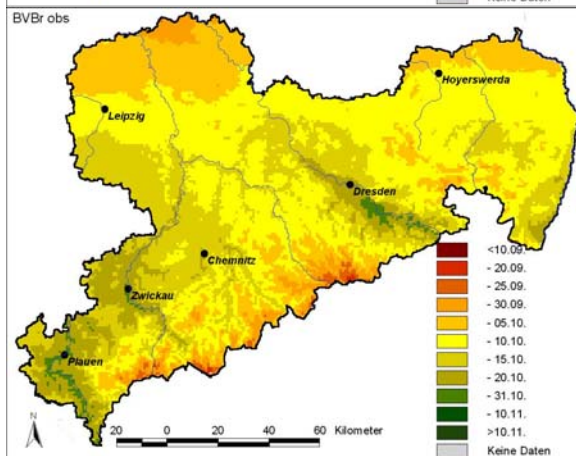 Keine Daten
BVBr obs
Hoyerswerda
Leipzig
Dresden
Chemnitz
Zwickau
Plauen
<10.09.
- 20.09.
- 25.09.
- 30.09.
- 05.10.
- 10.10.
- 15.10.
- 20.10.
- 31.10.
- 10.11.
>10.11.
Keine Daten
N
20 0 20 40 60 Kilometer